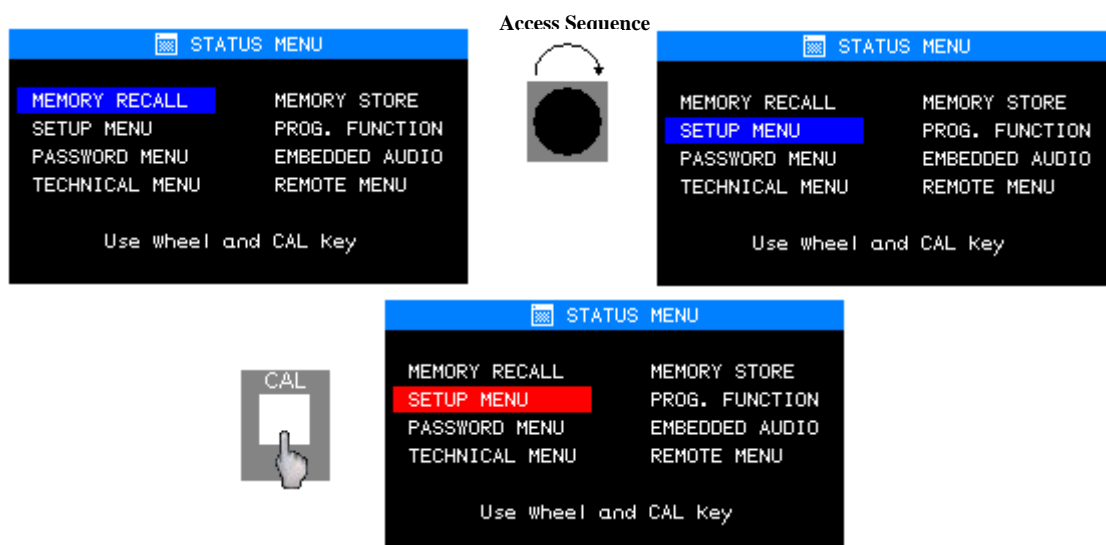 Access Sequence
STATUS MENU
MEMORY RECALL MEMORY STORE
SETUP MENU PROG. FUNCTION
PASSWORD MENU EMBEDDED AUDIO
TECHNICAL MENU REMOTE MENU
Use Wheel and CAL Key
STATUS MENU
MEMORY RECALL MEMORY STORE
SETUP MENU PROG. FUNCTION
PASSWORD MENU EMBEDDED AUDIO
TECHNICAL MENU REMOTE MENU
Use Wheel and CAL Key
CAL
STATUS MENU
MEMORY RECALL MEMORY STORE
SETUP MENU PROG. FUNCTION
PASSWORD MENU EMBEDDED AUDIO
TECHNICAL MENU REMOTE MENU
Use Wheel and CAL Key